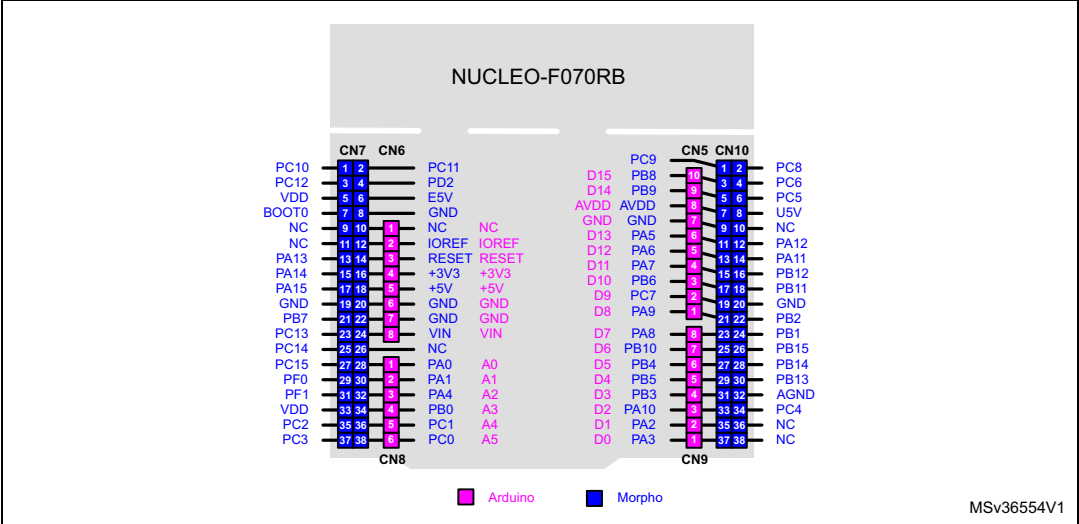 NUCLEO-F070RB
CN7 CN6 CN5 CN10
PC9
PC10 1 2 PC11 1 2 PC8
D15 PB8 10
PC12 3 4 PD2 3 4 PC6
D14 PB9 9
VDD 5 6 E5V 5 6 PC5
AVDD AVDD 8
BOOT0 7 8 GND 7 8 U5V
GND GND 7
NC 9 10 1 NC NC 9 10 NC
D13 PA5 6
NC 11 12 2 IOREF IOREF 11 12 PA12
D12 PA6 5
PA13 13 14 3 RESET RESET 13 14 PA11
D11 PA7 4
PA14 15 16 4 +3V3 +3V3 15 16 PB12
D10 PB6 3
PA15 17 18 5 +5V +5V 17 18 PB11
D9 PC7 2
GND 19 20 6 GND GND 19 20 GND
D8 PA9 1
PB7 21 22 7 GND GND 21 22 PB2
PC13 23 24 8 VIN VIN D7 PA8 8 23 24 PB1
PC14 25 26 NC D6 PB10 7 25 26 PB15
PC15 27 28 1 PA0 A0 D5 PB4 6 27 28 PB14
PF0 29 30 2 PA1 A1 D4 PB5 5 29 30 PB13
PF1 31 32 3 PA4 A2 D3 PB3 4 31 32 AGND
VDD 33 34 4 PB0 A3 D2 PA10 3 33 34 PC4
PC2 35 36 5 PC1 A4 D1 PA2 2 35 36 NC
PC3 37 38 6 PC0 A5 D0 PA3 1 37 38 NC
CN8 CN9
Arduino Morpho
MSv36554V1